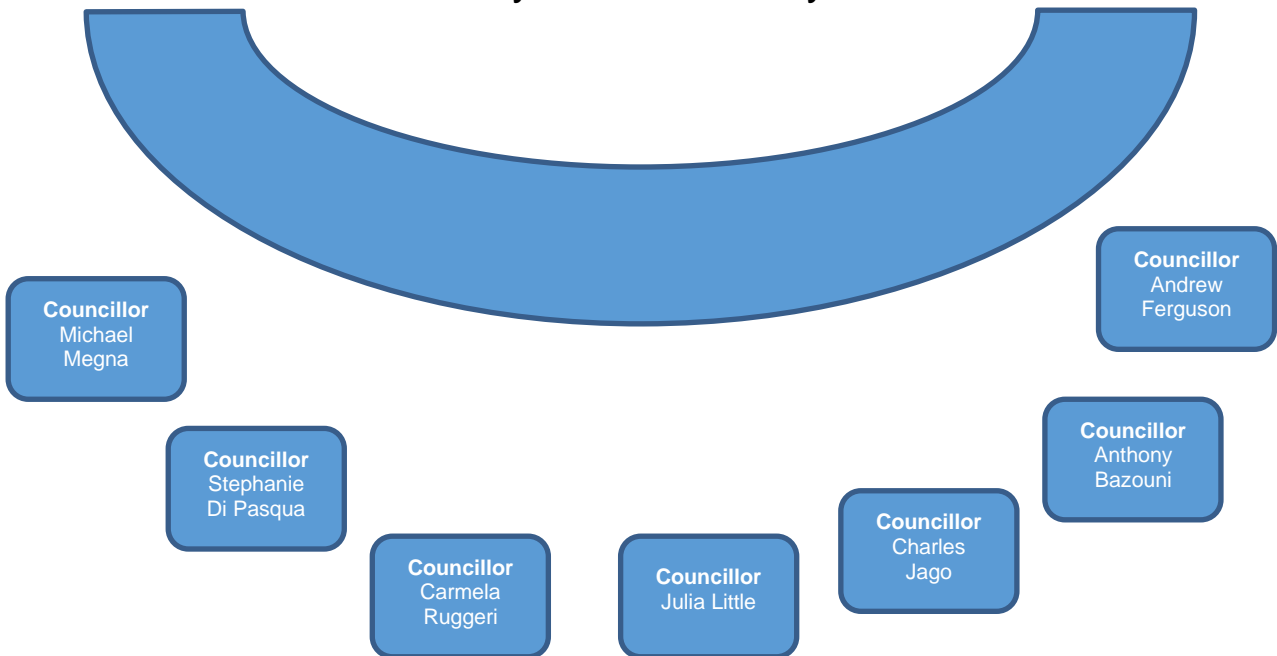 Councillor
Michael
Megna
Councillor
Stephanie
Di Pasqua
Councillor
Carmela
Ruggeri
Councillor
Julia Little
Councillor
Charles
Jago
Councillor
Anthony
Bazouni
Councillor
Andrew
Ferguson